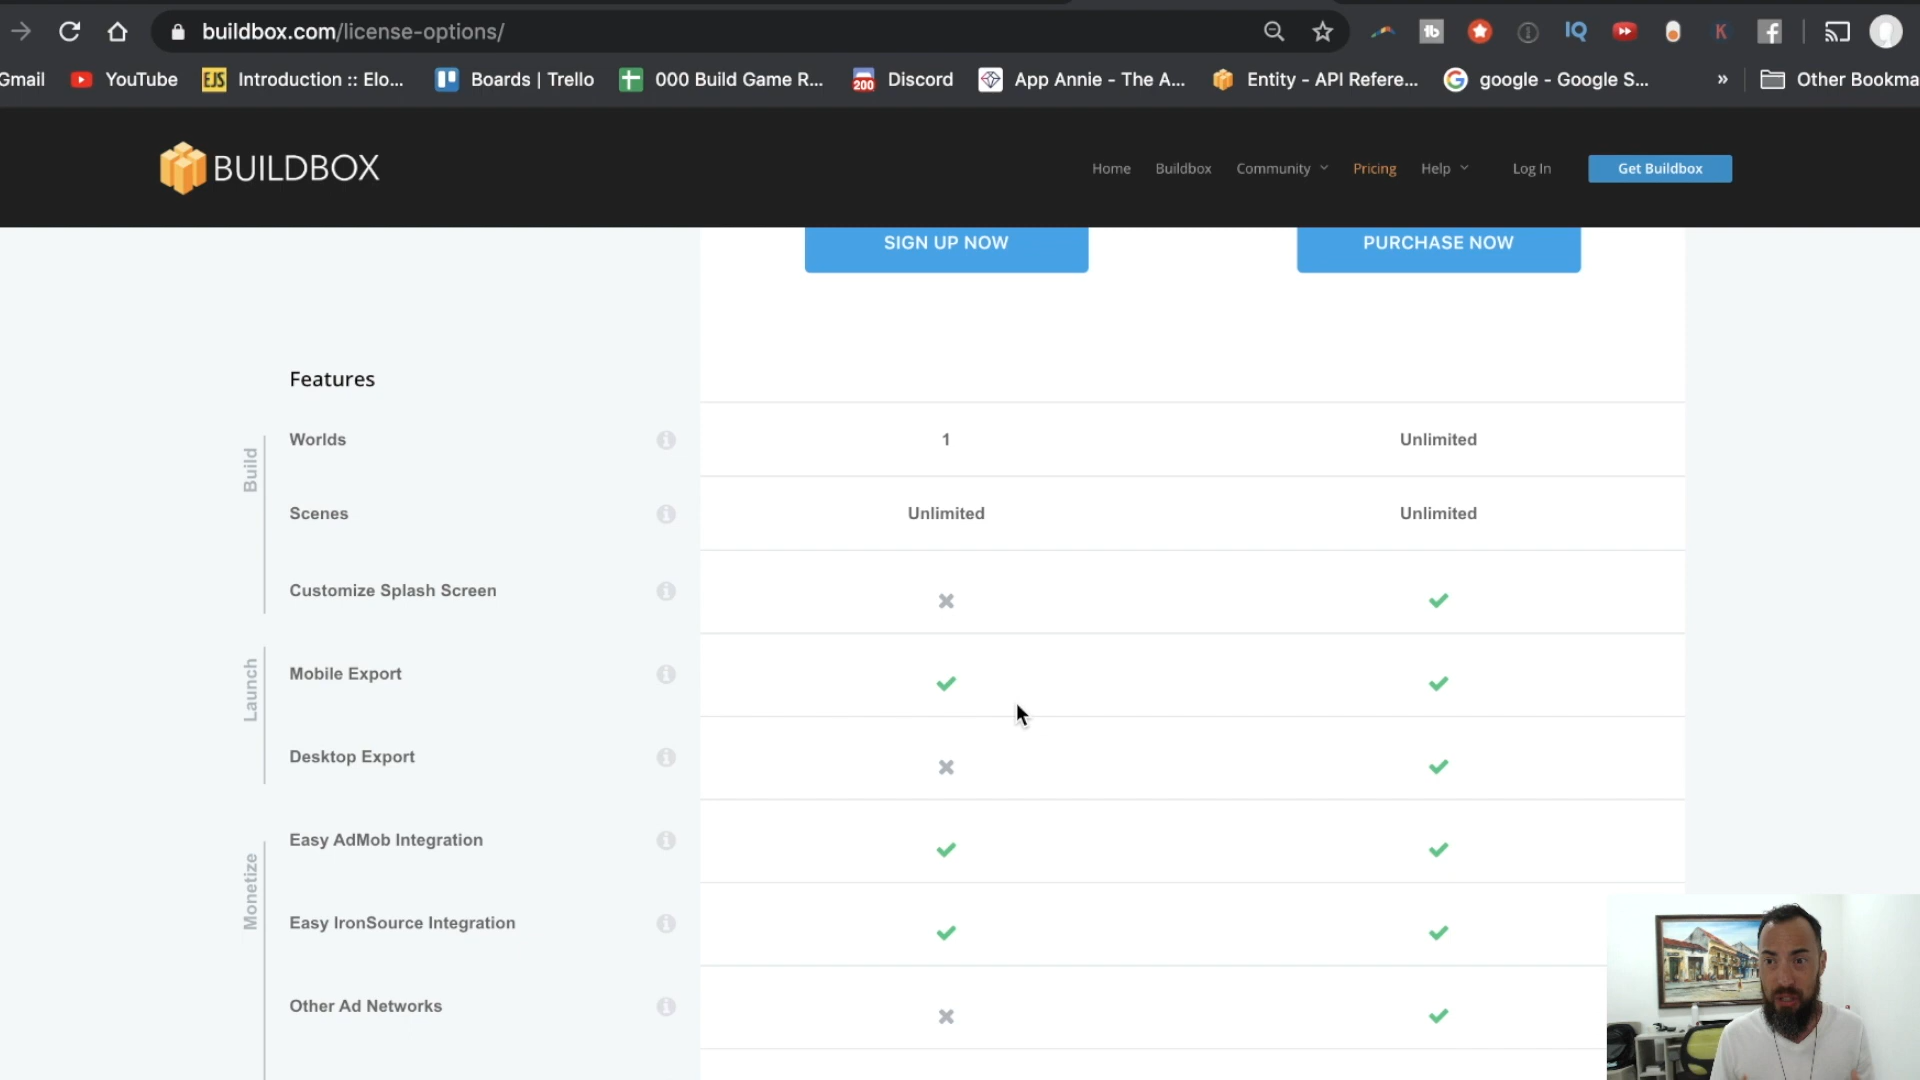 buildbox.com/license-options/
Gmail YouTube EJS Introduction :: Elo... Boards | Trello 000 Build Game R... 200 Discord App Annie - The A... Entity - API Refere... google - Google S... » Other Bookma
BUILDBOX
Home Buildbox Community Pricing Help Log In Get Buildbox
SIGN UP NOW PURCHASE NOW
Features
Build
Worlds 1 Unlimited
Scenes Unlimited Unlimited
Customize Splash Screen
Launch
Mobile Export
Desktop Export
Monetize
Easy AdMob Integration
Easy IronSource Integration
Other Ad Networks